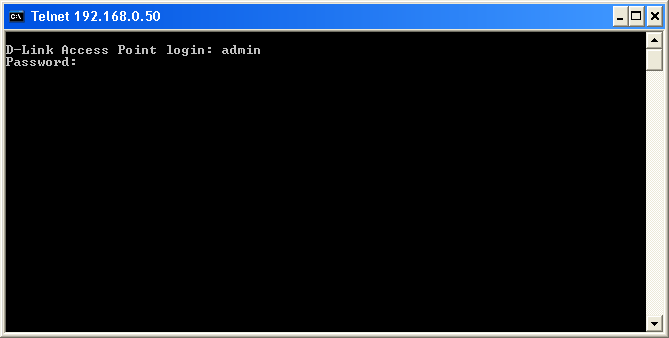 Telnet 192.168.0.50
D-Link Access Point login: admin
Password: